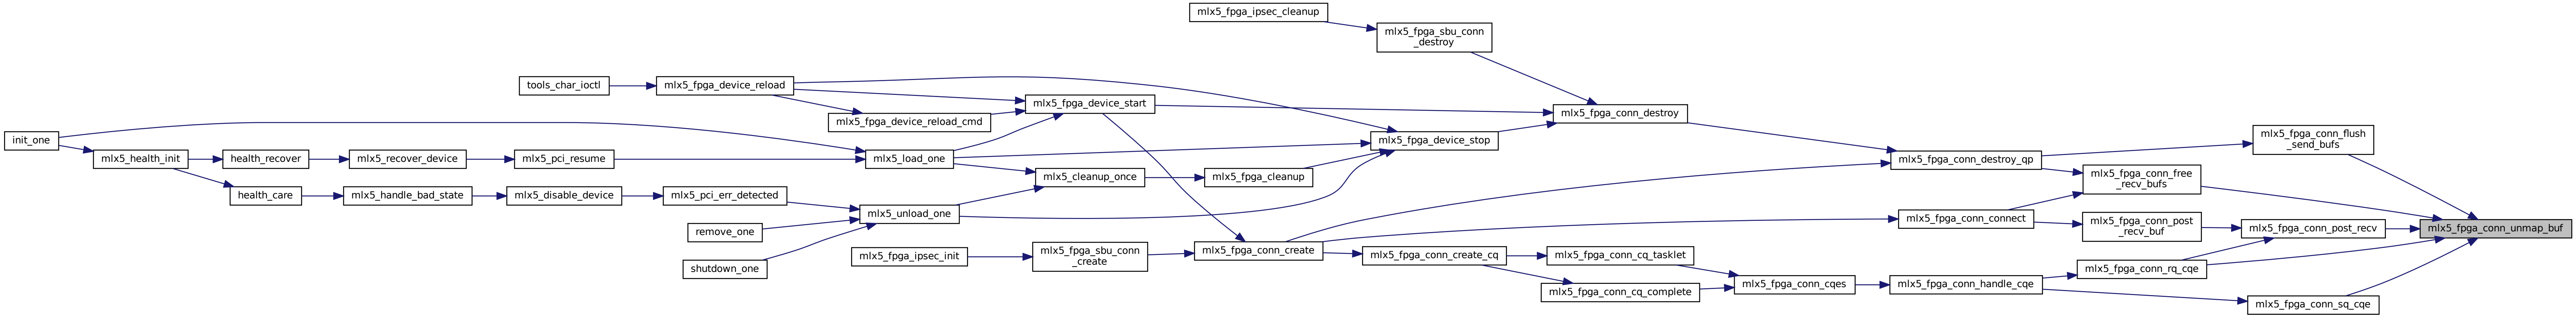 mlx5_fpga_ipsec_cleanup
mlx5_fpga_sbu_conn
_destroy
tools_char_ioctl
mlx5_fpga_device_reload
mlx5_fpga_device_start
mlx5_fpga_conn_destroy
mlx5_fpga_device_reload_cmd
init_one
mlx5_fpga_device_stop
mlx5_fpga_conn_flush
_send_bufs
mlx5_health_init
health_recover
mlx5_recover_device
mlx5_pci_resume
mlx5_load_one
mlx5_fpga_conn_destroy_qp
mlx5_cleanup_once
mlx5_fpga_cleanup
mlx5_fpga_conn_free
_recv_bufs
health_care
mlx5_handle_bad_state
mlx5_disable_device
mlx5_pci_err_detected
mlx5_unload_one
mlx5_fpga_conn_connect
mlx5_fpga_conn_post
_recv_buf
mlx5_fpga_conn_post_recv
mlx5_fpga_conn_unmap_buf
remove_one
mlx5_fpga_ipsec_init
mlx5_fpga_sbu_conn
_create
mlx5_fpga_conn_create
mlx5_fpga_conn_create_cq
mlx5_fpga_conn_cq_tasklet
shutdown_one
mlx5_fpga_conn_rq_cqe
mlx5_fpga_conn_cq_complete
mlx5_fpga_conn_cqes
mlx5_fpga_conn_handle_cqe
mlx5_fpga_conn_sq_cqe